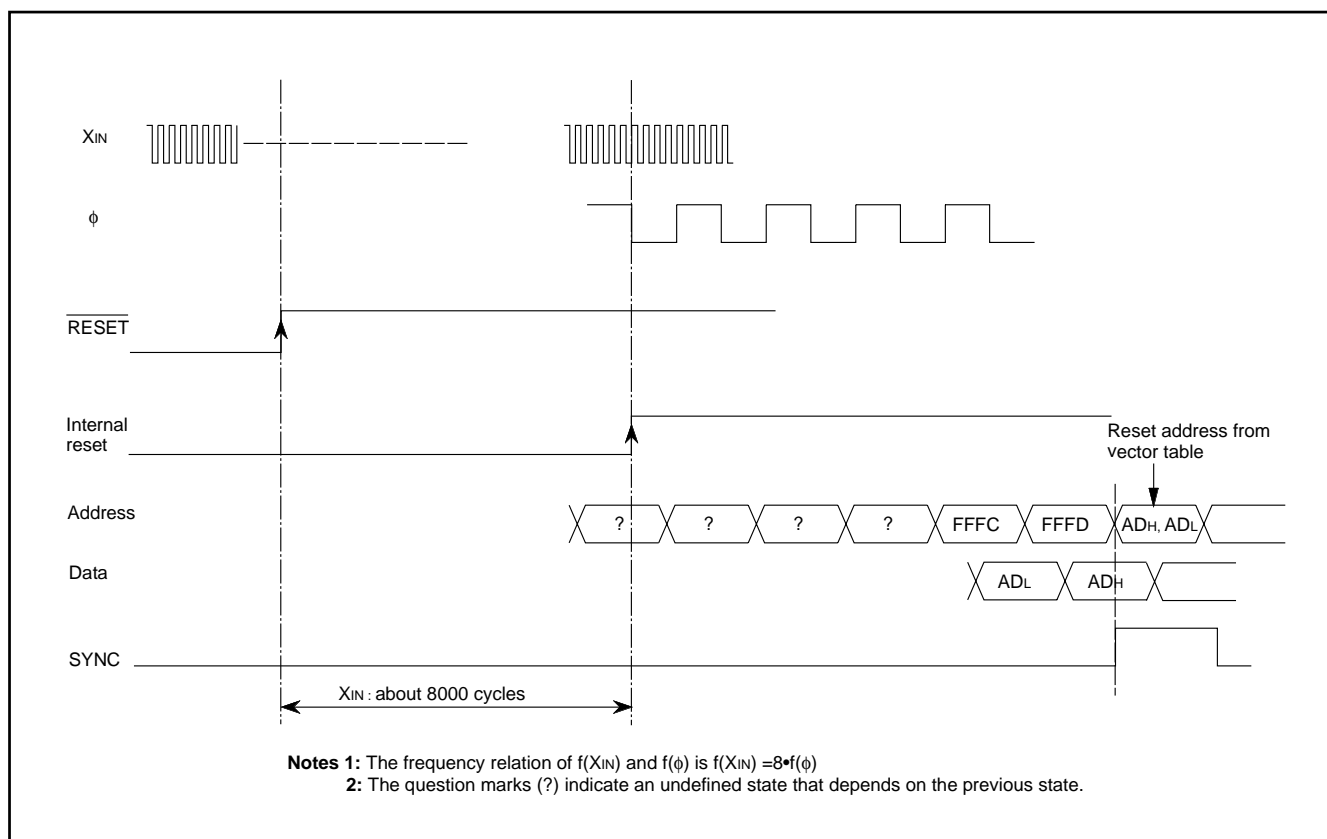 XIN
ϕ
RESET
Internal
reset
Reset address from
vector table
Address
? ? ? ? FFFC FFFD ADH, ADL
Data
ADL ADH
SYNC
XIN : about 8000 cycles
Notes 1: The frequency relation of f(XIN) and f(ϕ) is f(XIN) =8•f(ϕ)
2: The question marks (?) indicate an undefined state that depends on the previous state.